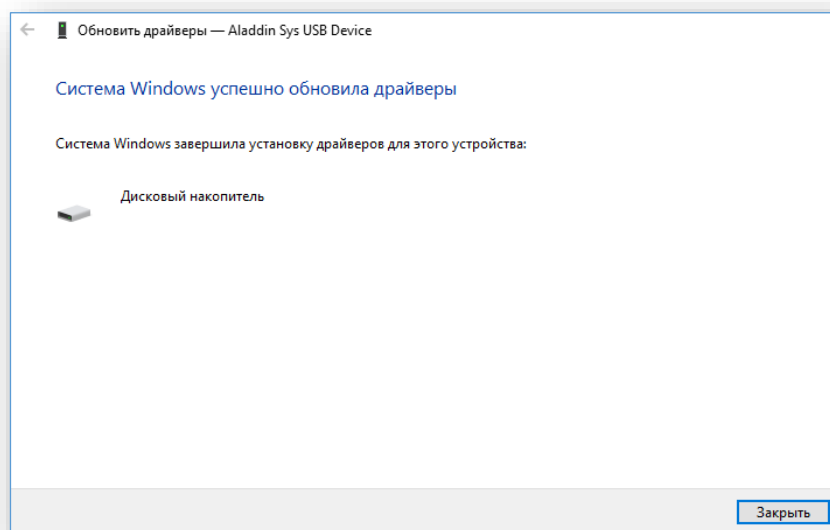 Обновить драйверы — Aladdin Sys USB Device
Система Windows успешно обновила драйверы
Система Windows завершила установку драйверов для этого устройства:
Дисковый накопитель
Закрыть